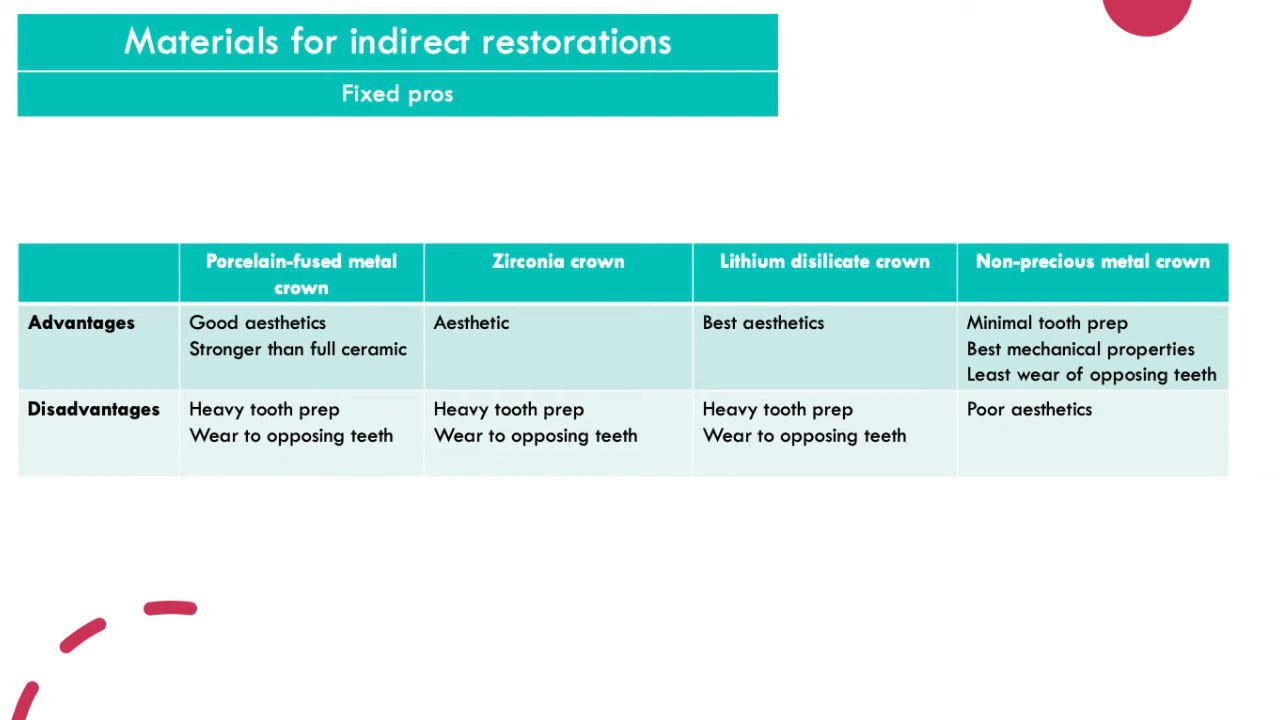 Materials for indirect restorations
Fixed pros
Porcelain-fused metal
crown
Zirconia crown
Lithium disilicate crown
Non-precious metal crown
Advantages
Good aesthetics
Stronger than full ceramic
Aesthetic
Best aesthetics
Minimal tooth prep
Best mechanical properties
Least wear of opposing teeth
Disadvantages
Heavy tooth prep
Wear to opposing teeth
Heavy tooth prep
Wear to opposing teeth
Heavy tooth prep
Wear to opposing teeth
Poor aesthetics